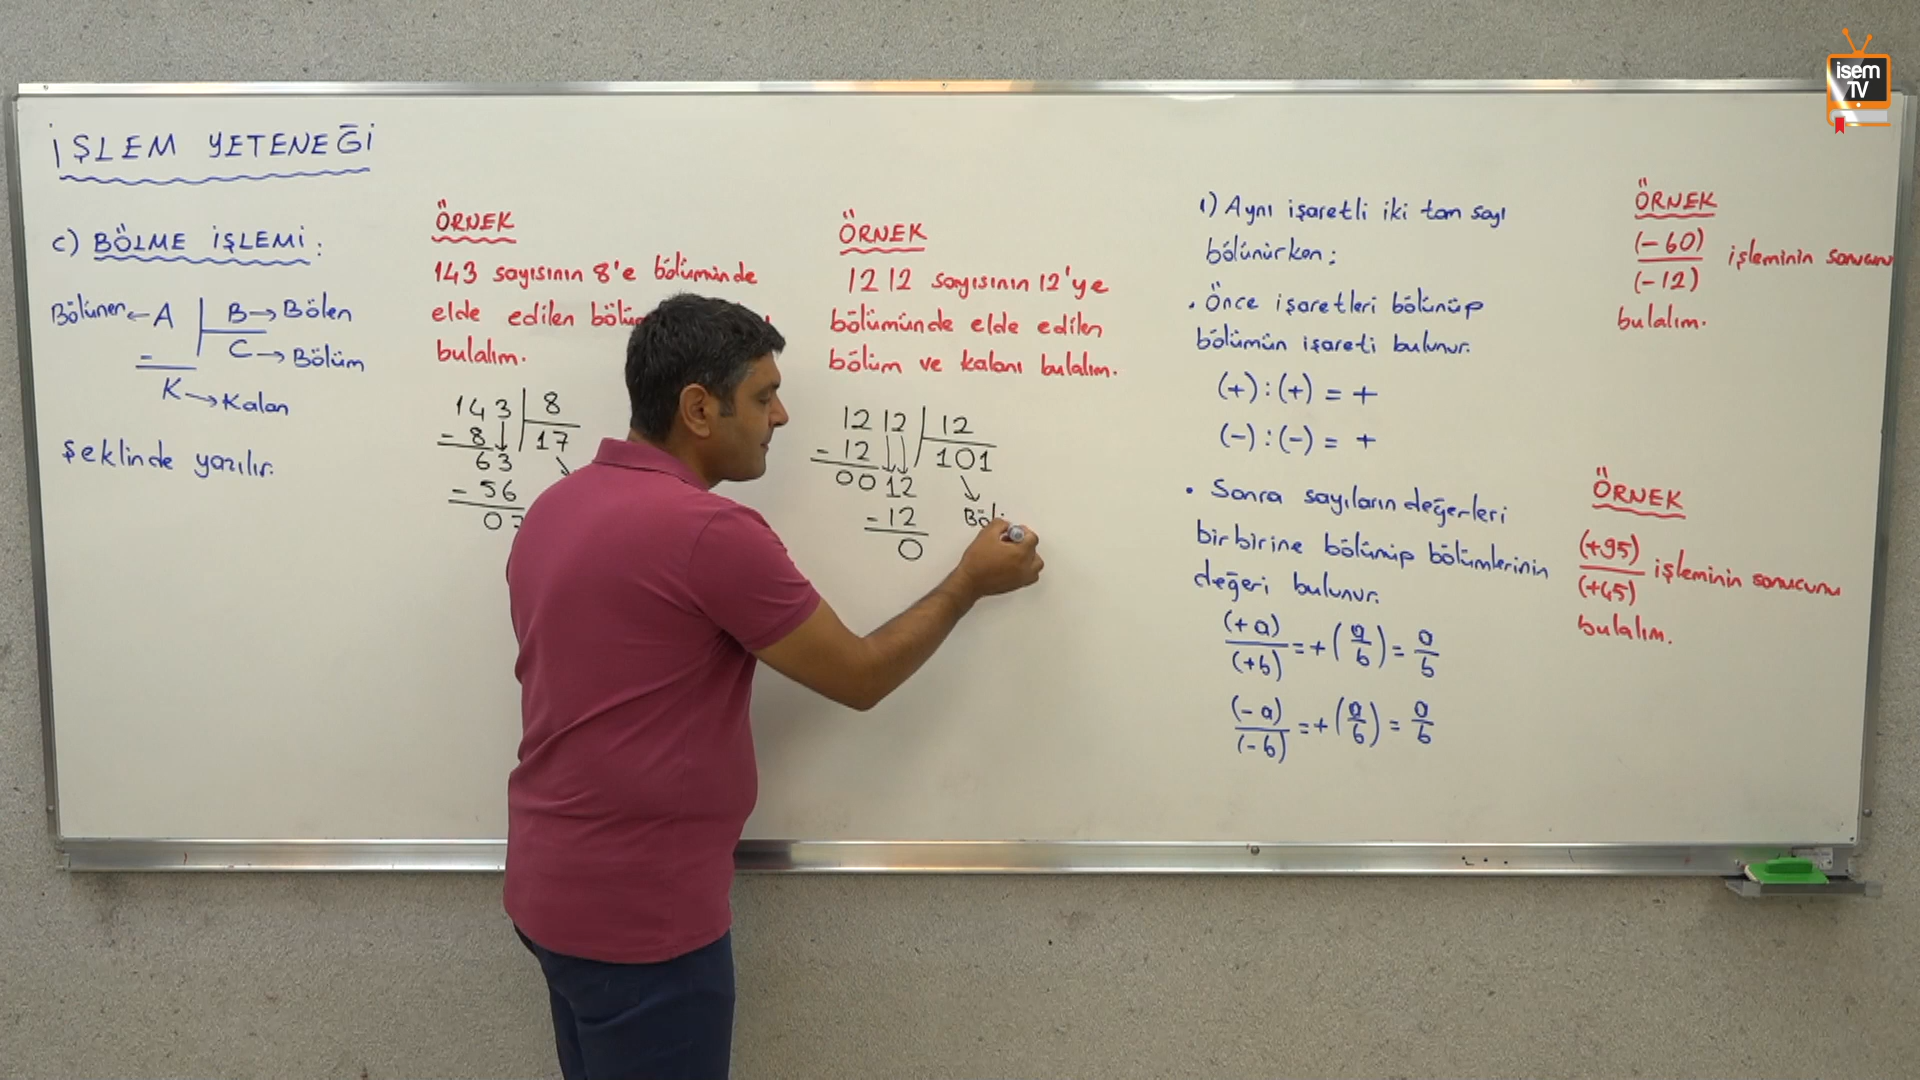 isem
TV
İŞLEM YETENEĞİ
c) BÖLME İŞLEMİ:
Bölünen ← A | B → Bölen
C → Bölüm
-
K → Kalan
Şeklinde yazılır.
ÖRNEK
143 sayısının 8'e bölümünde
elde edilen
bulalım.
143 | 8
- 8 | 17
63
- 56
0
ÖRNEK
1212 sayısının 12'ye
bölümünde elde edilen
bölüm ve kalanı bulalım.
1212 | 12
- 12 | 101
0012
- 12
0
1) Aynı işaretli iki tam sayı
bölünürken;
• Önce işaretleri bölünüp
bölümün işareti bulunur.
(+) : (+) = +
(-) : (-) = +
• Sonra sayıların değerleri
birbirine bölünüp bölümlerinin
değeri bulunur.
(+a)/(+b) = +(a/b) = a/b
(-a)/(-b) = +(a/b) = a/b
ÖRNEK
(-60)/(-12) işleminin sonucunu
bulalım.
ÖRNEK
(+95)/(+45) işleminin sonucunu
bulalım.